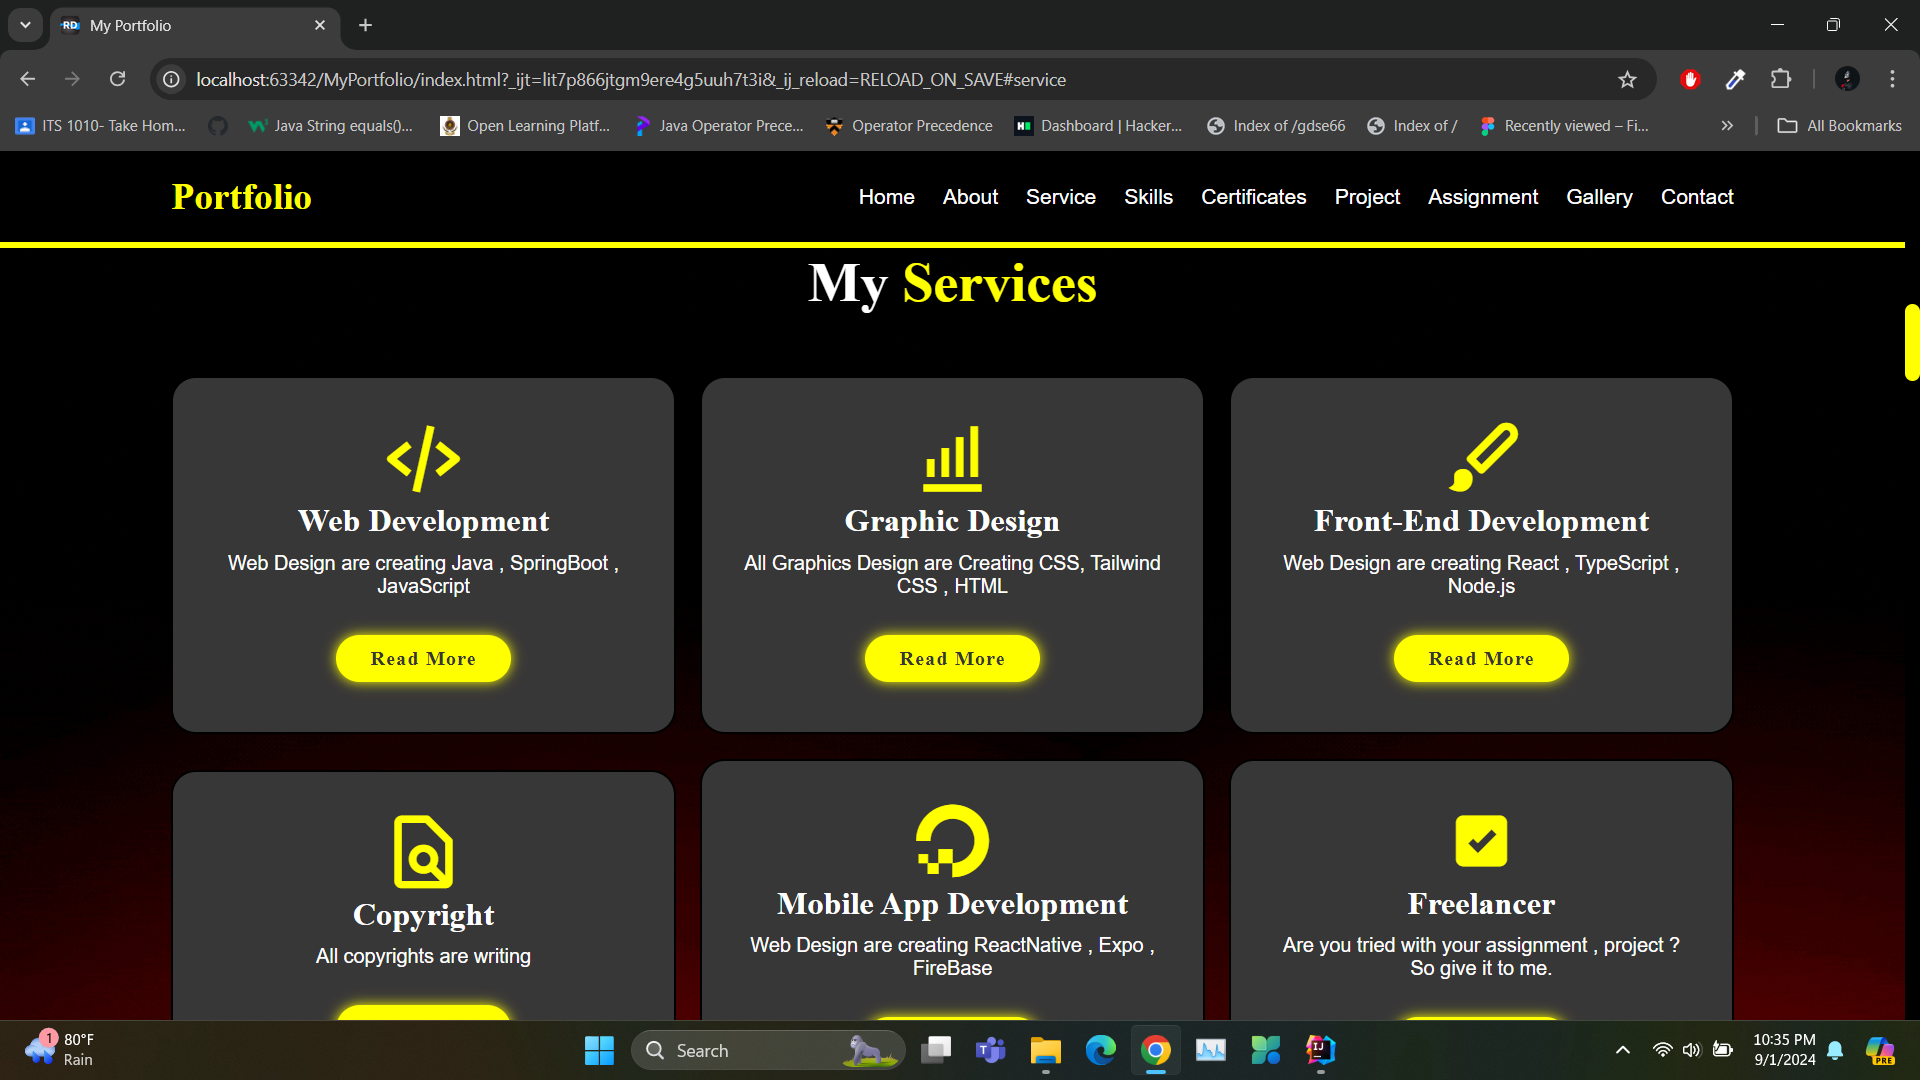 RD My Portfolio
localhost:63342/MyPortfolio/index.html?_ijt=lit7p866jtgm9ere4g5uuh7t3i&_ij_reload=RELOAD_ON_SAVE#service
ITS 1010- Take Hom... Java String equals()... Open Learning Platf... Java Operator Prece... Operator Precedence Dashboard | Hacker... Index of /gdse66 Index of / Recently viewed – Fi... All Bookmarks
Portfolio Home About Service Skills Certificates Project Assignment Gallery Contact
My Services
Web Development
Web Design are creating Java , SpringBoot ,
JavaScript
Read More
Graphic Design
All Graphics Design are Creating CSS, Tailwind
CSS , HTML
Read More
Front-End Development
Web Design are creating React , TypeScript ,
Node.js
Read More
Copyright
All copyrights are writing
Mobile App Development
Web Design are creating ReactNative , Expo ,
FireBase
Freelancer
Are you tried with your assignment , project ?
So give it to me.
1
80°F
Rain
Search
10:35 PM
9/1/2024
PRE